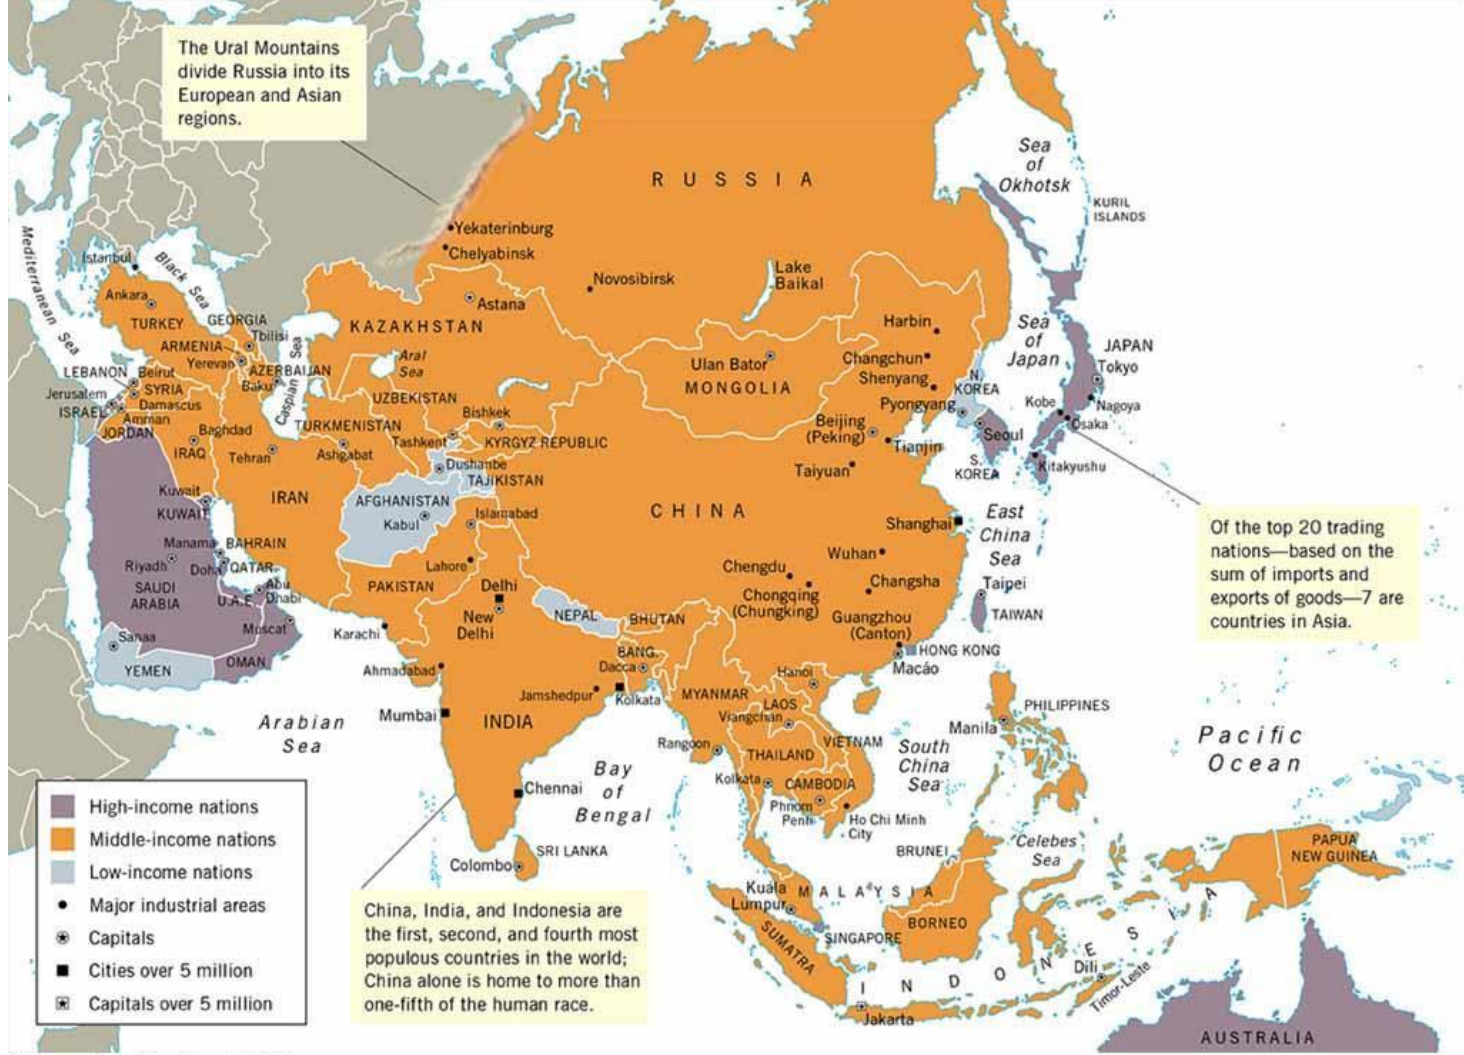 The Ural Mountains
divide Russia into its
European and Asian
regions.
RUSSIA
Sea
of
Okhotsk
KURIL
ISLANDS
Yekaterinburg
Chelyabinsk
Novosibirsk
Lake
Baikal
Mediterranean Sea
Istanbul
Black Sea
Ankara
TURKEY
GEORGIA
Tbilisi
ARMENIA
Yerevan
AZERBAIJAN
Baku
Caspian Sea
Astana
KAZAKHSTAN
Aral
Sea
Harbin
Changchun
Shenyang
Ulan Bator
MONGOLIA
Sea
of
Japan
JAPAN
Tokyo
N.
KOREA
Pyongyang
Kobe
Nagoya
Osaka
Seoul
S.
KOREA
Kitakyushu
LEBANON
Beirut
SYRIA
Jerusalem
Damascus
ISRAEL
Amman
JORDAN
Baghdad
IRAQ
Tehran
UZBEKISTAN
Bishkek
TURKMENISTAN
Tashkent
KYRGYZ REPUBLIC
Ashgabat
Dushanbe
TAJIKISTAN
Beijing
(Peking)
Tianjin
Taiyuan
Kuwait
KUWAIT
IRAN
AFGHANISTAN
Kabul
Islamabad
CHINA
Shanghai
East
China
Sea
Of the top 20 trading
nations—based on the
sum of imports and
exports of goods—7 are
countries in Asia.
Manama
BAHRAIN
Riyadh
Doha
QATAR
SAUDI
ARABIA
U.A.E.
Abu
Dhabi
Muscat
OMAN
Sanaa
YEMEN
Lahore
PAKISTAN
Delhi
New
Delhi
Karachi
NEPAL
BHUTAN
Wuhan
Chengdu
Chongqing
(Chungking)
Changsha
Guangzhou
(Canton)
Taipei
TAIWAN
HONG KONG
Macáo
Ahmadabad
BANG.
Dacca
Jamshedpur
Kolkata
Mumbai
INDIA
MYANMAR
Hanoi
LAOS
Viangchan
Rangoon
VIETNAM
THAILAND
Kolkata
CAMBODIA
Phnom
Penh
Ho Chi Minh
City
South
China
Sea
Manila
PHILIPPINES
Pacific
Ocean
Arabian
Sea
Bay
of
Bengal
Chennai
Colombo
SRI LANKA
BRUNEI
Celebes
Sea
PAPUA
NEW GUINEA
Kuala
Lumpur
MALAYSIA
SINGAPORE
BORNEO
SUMATRA
INDONESIA
Dili
Timor-Leste
Jakarta
AUSTRALIA
High-income nations
Middle-income nations
Low-income nations
Major industrial areas
Capitals
Cities over 5 million
Capitals over 5 million
China, India, and Indonesia are
the first, second, and fourth most
populous countries in the world;
China alone is home to more than
one-fifth of the human race.